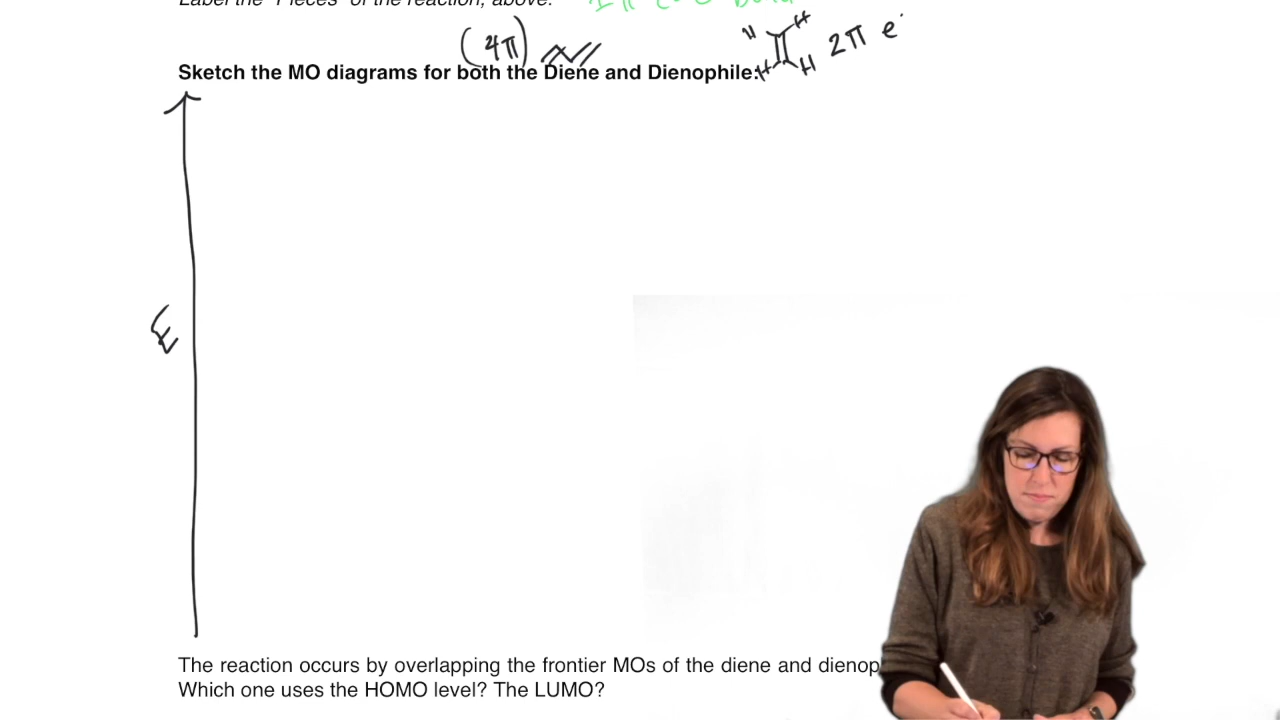 Label the "Pieces" of the reaction, above.
(4π)
H H 2π e⁻
Sketch the MO diagrams for both the Diene and Dienophile:
H H
E
The reaction occurs by overlapping the frontier MOs of the diene and dienop
Which one uses the HOMO level? The LUMO?